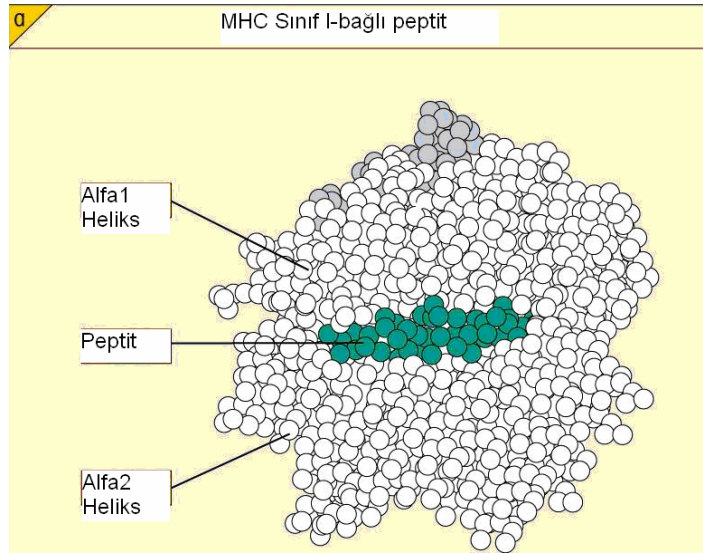 a
MHC Sınıf I-bağlı peptit
Alfa1
Heliks
Peptit
Alfa2
Heliks